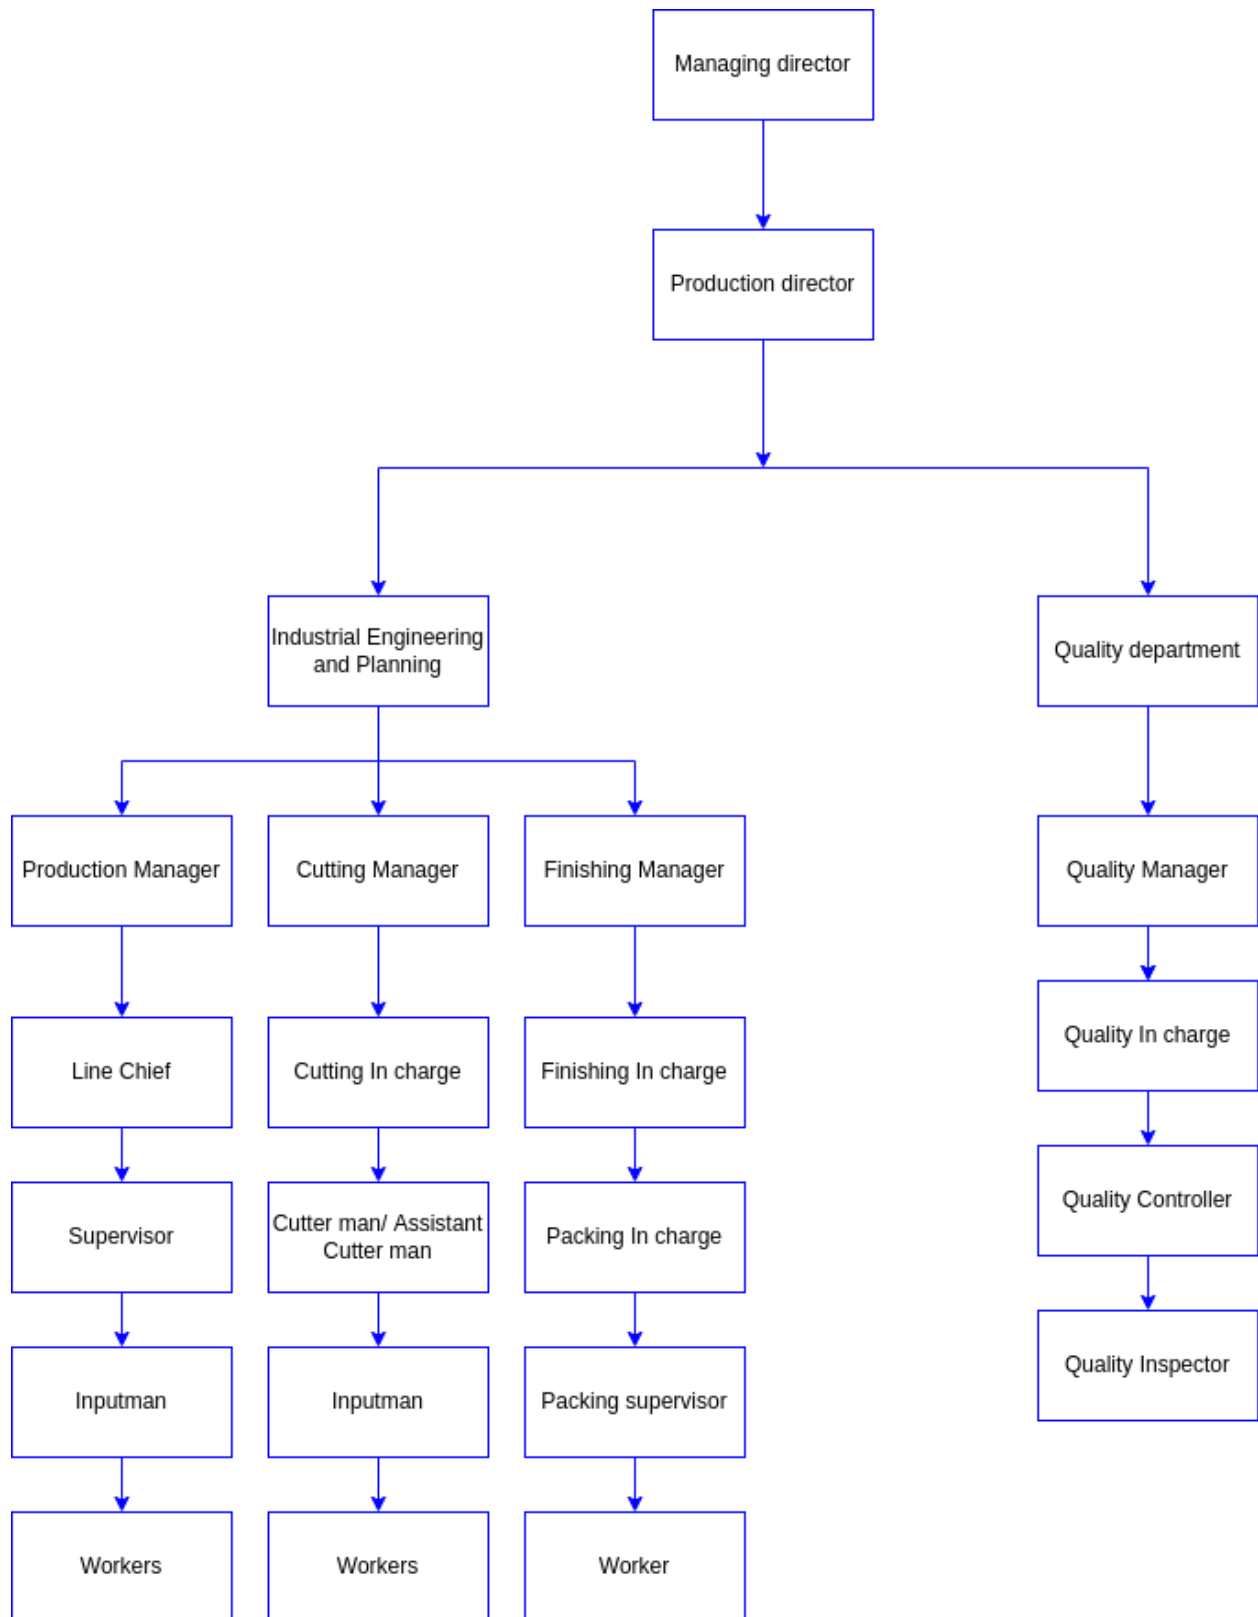 Managing director
Production director
Industrial Engineering
and Planning
Quality department
Production Manager
Cutting Manager
Finishing Manager
Quality Manager
Line Chief
Cutting In charge
Finishing In charge
Quality In charge
Supervisor
Cutter man/ Assistant
Cutter man
Packing In charge
Quality Controller
Inputman
Inputman
Packing supervisor
Quality Inspector
Workers
Workers
Worker